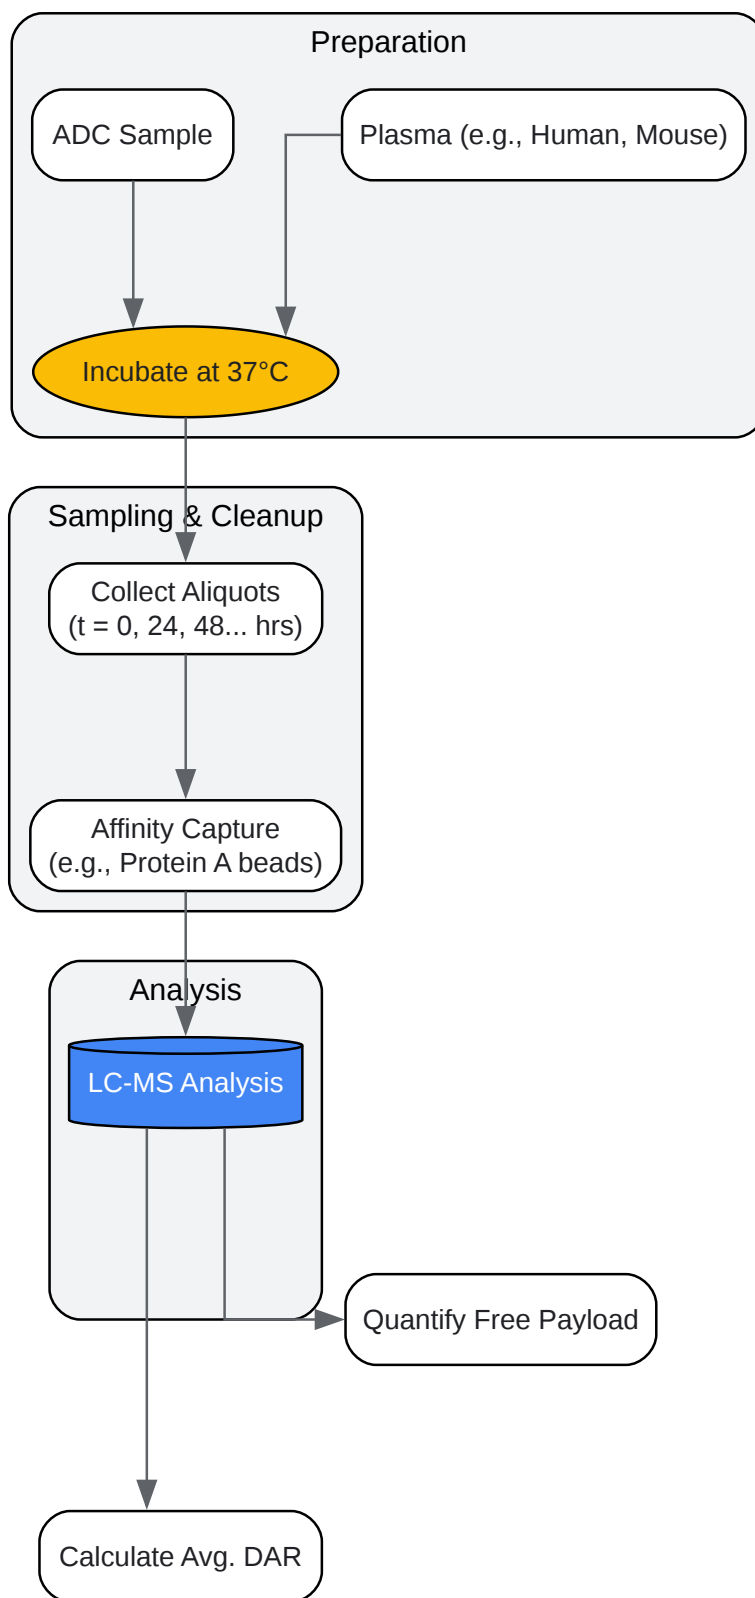 Preparation
ADC Sample
Plasma (e.g., Human, Mouse)
Incubate at 37°C
Sampling & Cleanup
Collect Aliquots
(t = 0, 24, 48... hrs)
Affinity Capture
(e.g., Protein A beads)
Analysis
LC-MS Analysis
Quantify Free Payload
Calculate Avg. DAR